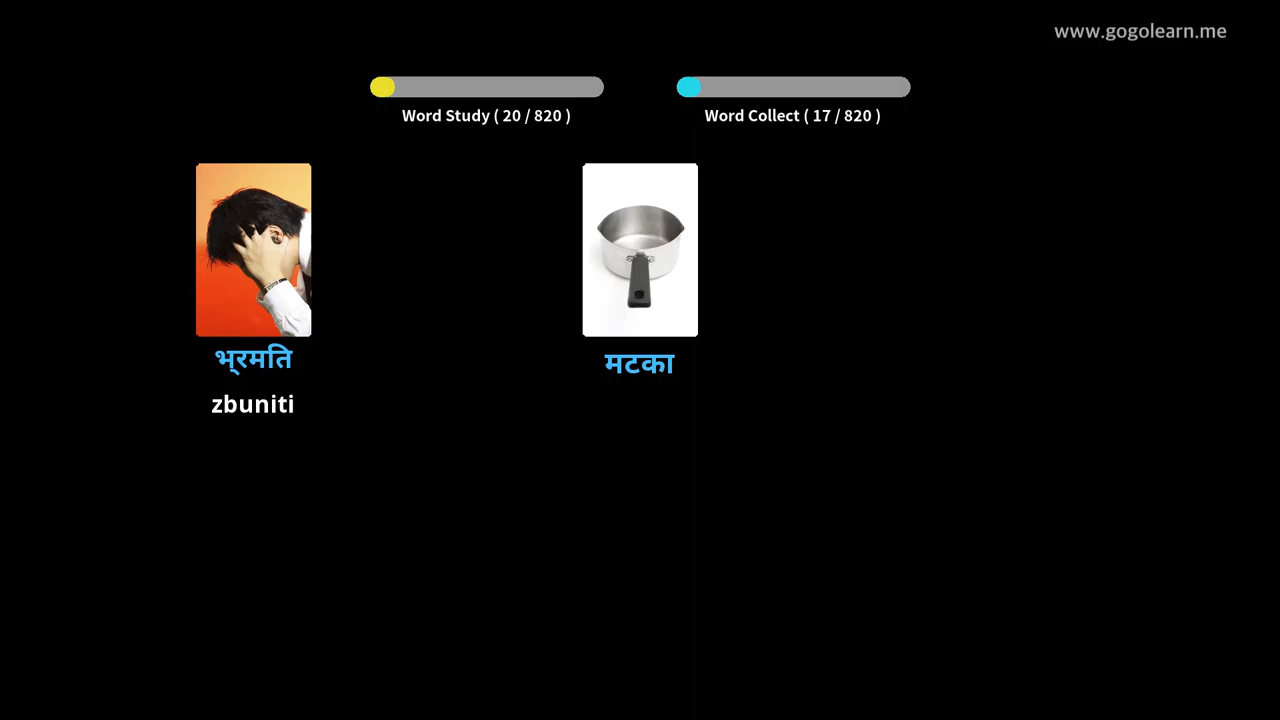 www.gogolearn.me
Word Study ( 20 / 820 )
Word Collect ( 17 / 820 )
भ्रमति
मटका
zbuniti